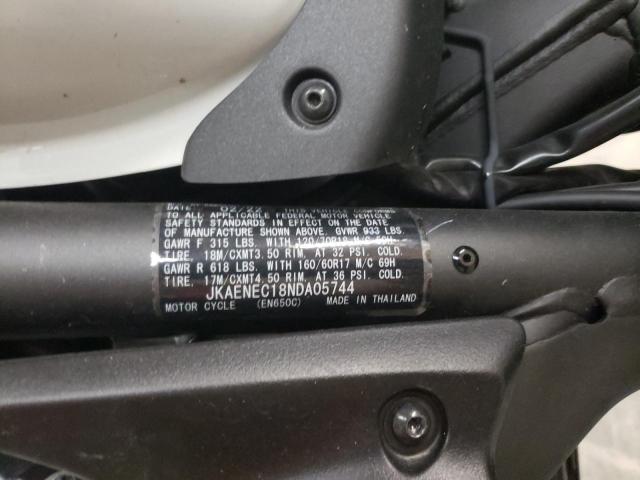 DATE 02/22 THIS VEHICLE CONFORMS
TO ALL APPLICABLE FEDERAL MOTOR VEHICLE
SAFETY STANDARDS IN EFFECT ON THE DATE
OF MANUFACTURE SHOWN ABOVE. GVWR 933 LBS.
GAWR F 315 LBS. WITH 120/70R18 M/C 59H
TIRE, 18M/CXMT3.50 RIM, AT 32 PSI. COLD.
GAWR R 618 LBS. WITH 160/60R17 M/C 69H
TIRE, 17M/CXMT4.50 RIM, AT 36 PSI. COLD.
JKAENEC18NDA05744
MOTOR CYCLE (EN650C) MADE IN THAILAND